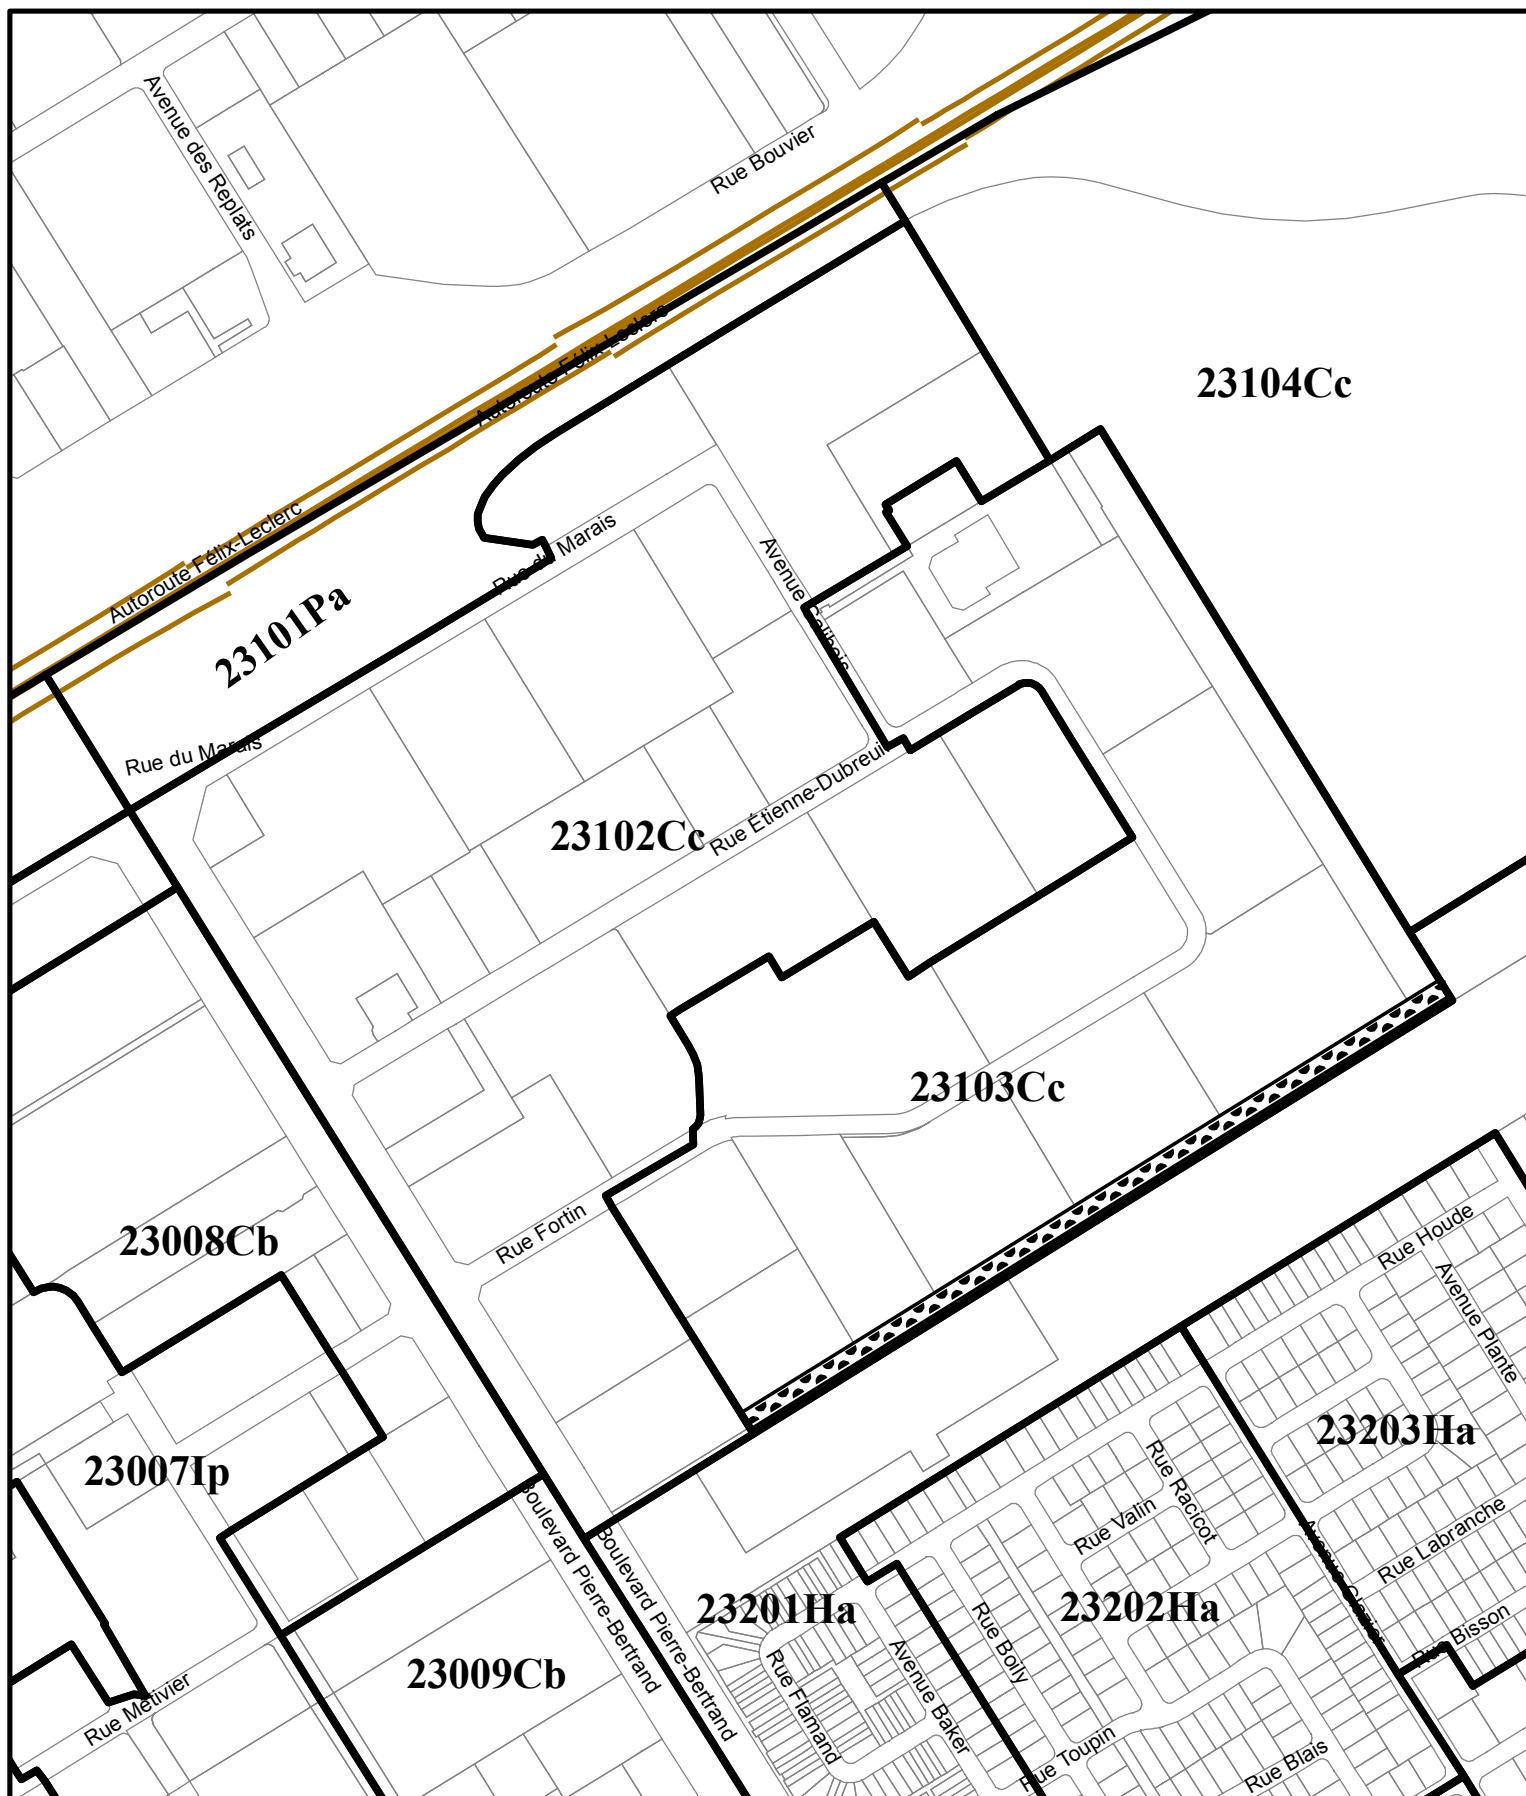 Avenue des Replats
Rue Bouvier
Autoroute Félix-Leclerc
23104Cc
Autoroute Félix-Leclerc
Rue du Marais
Avenue Galibois
23101Pa
Rue du Marais
23102Cc
Rue Étienne-Dubreuil
23103Cc
23008Cb
Rue Fortin
Rue Houde
Avenue Plante
23203Ha
23007Ip
Rue Racicot
Rue Valin
Rue Labranche
Boulevard Pierre-Bertrand
Boulevard Pierre-Bertrand
23201Ha
23202Ha
Rue Boily
Rue Bisson
23009Cb
Avenue Baker
Rue Flamand
Rue Métivier
Rue Toupin
Rue Blais